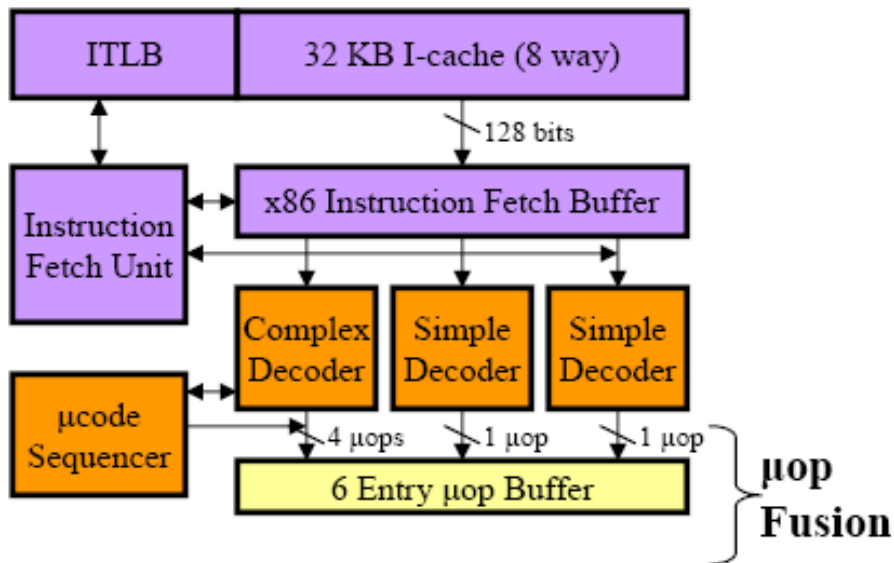 ITLB
32 KB I-cache (8 way)
128 bits
Instruction
Fetch Unit
x86 Instruction Fetch Buffer
Complex
Decoder
Simple
Decoder
Simple
Decoder
µcode
Sequencer
4 µops
1 µop
1 µop
6 Entry µop Buffer
µop
Fusion